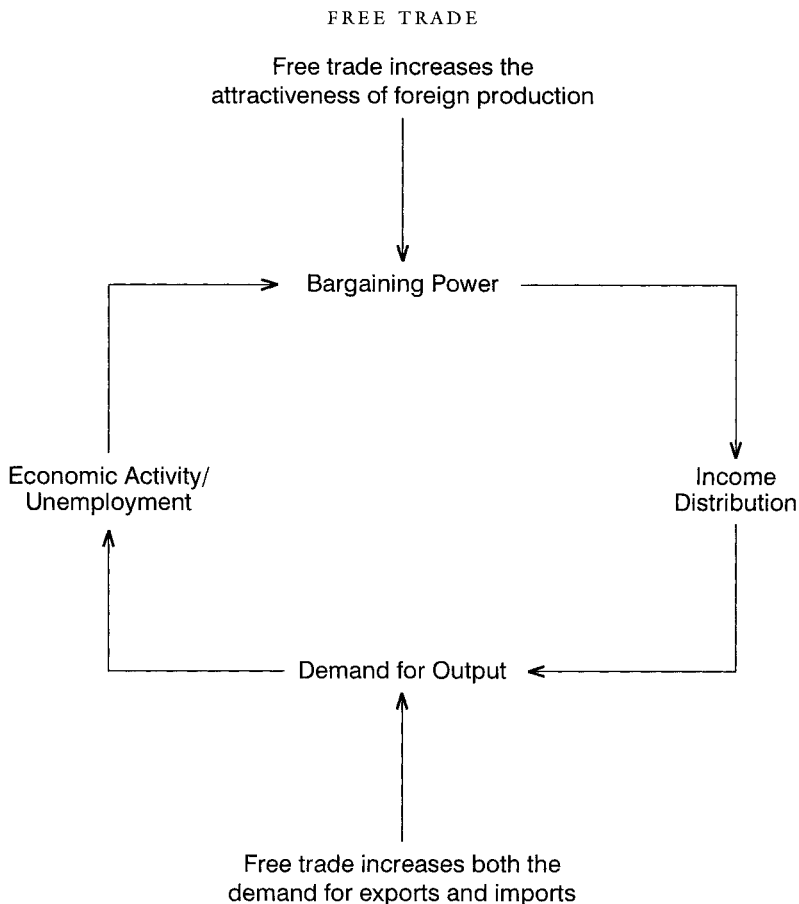 FREE TRADE
Free trade increases the
attractiveness of foreign production
Bargaining Power
Economic Activity/
Unemployment
Income
Distribution
Demand for Output
Free trade increases both the
demand for exports and imports